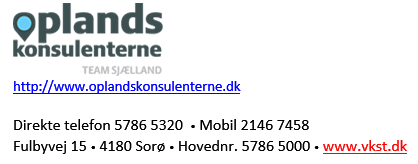 oplands
konsulenterne
TEAM SJÆLLAND
http://www.oplandskonsulenterne.dk
Direkte telefon 5786 5320 • Mobil 2146 7458
Fulbyvej 15 • 4180 Sorø • Hovednr. 5786 5000 • www.vkst.dk